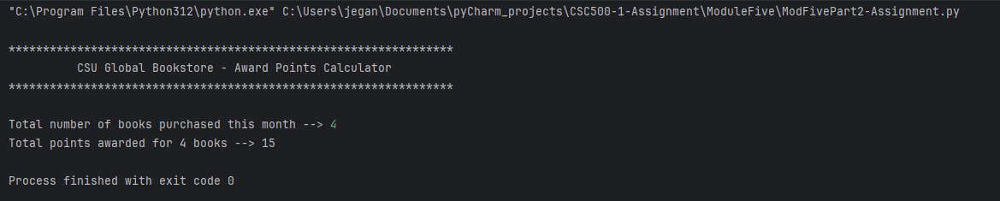 "C:\Program Files\Python312\python.exe" C:\Users\jegan\Documents\pyCharm_projects\CSC500-1-Assignment\ModuleFive\ModFivePart2-Assignment.py
*****************************************************************
CSU Global Bookstore - Award Points Calculator
*****************************************************************
Total number of books purchased this month --> 4
Total points awarded for 4 books --> 15
Process finished with exit code 0